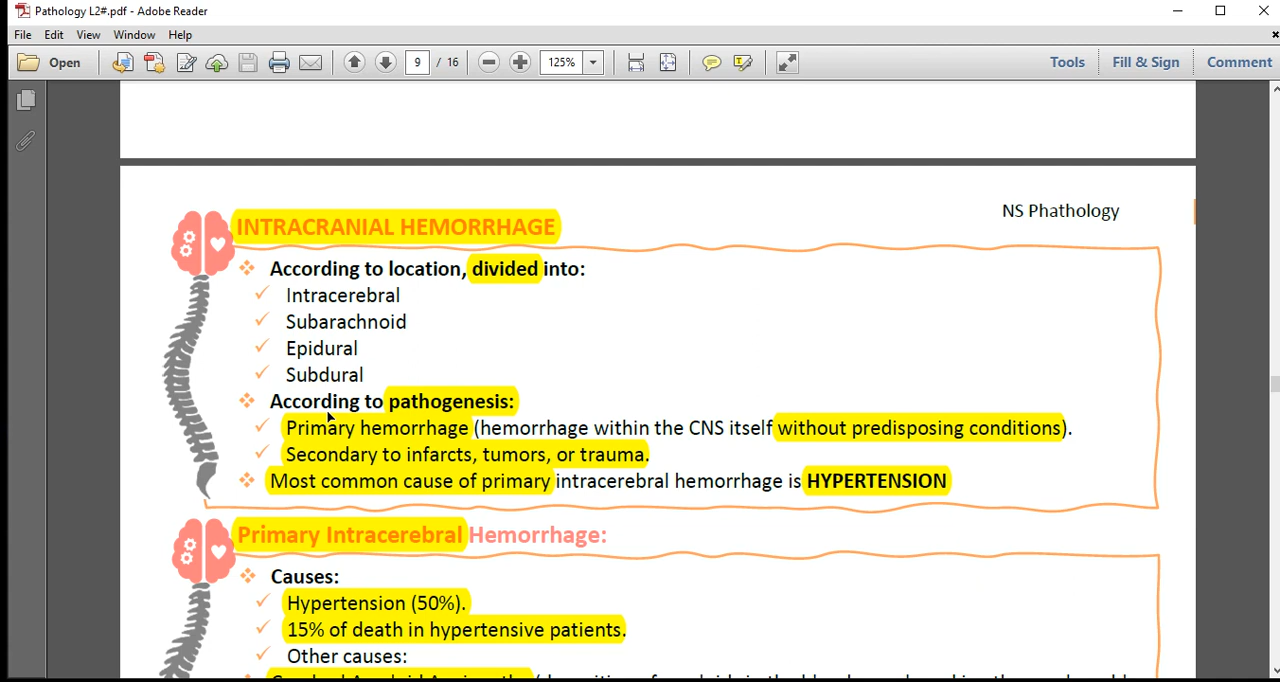 Pathology L2#.pdf - Adobe Reader
File Edit View Window Help
Open 9 / 16 125% Tools Fill & Sign Comment
NS Phathology
INTRACRANIAL HEMORRHAGE
According to location, divided into:
Intracerebral
Subarachnoid
Epidural
Subdural
According to pathogenesis:
Primary hemorrhage (hemorrhage within the CNS itself without predisposing conditions).
Secondary to infarcts, tumors, or trauma.
Most common cause of primary intracerebral hemorrhage is HYPERTENSION
Primary Intracerebral Hemorrhage:
Causes:
Hypertension (50%).
15% of death in hypertensive patients.
Other causes: